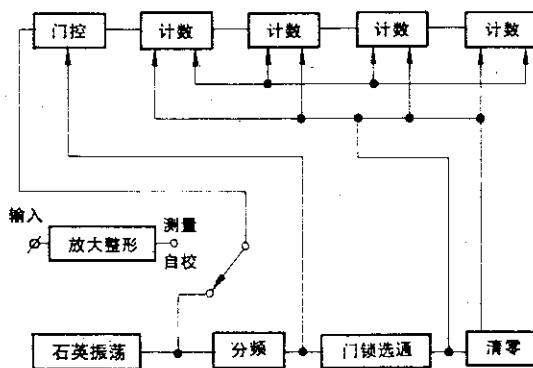 门控 计数 计数 计数 计数
输入
放大整形
测量
自校
石英振荡 分频 门锁选通 清零